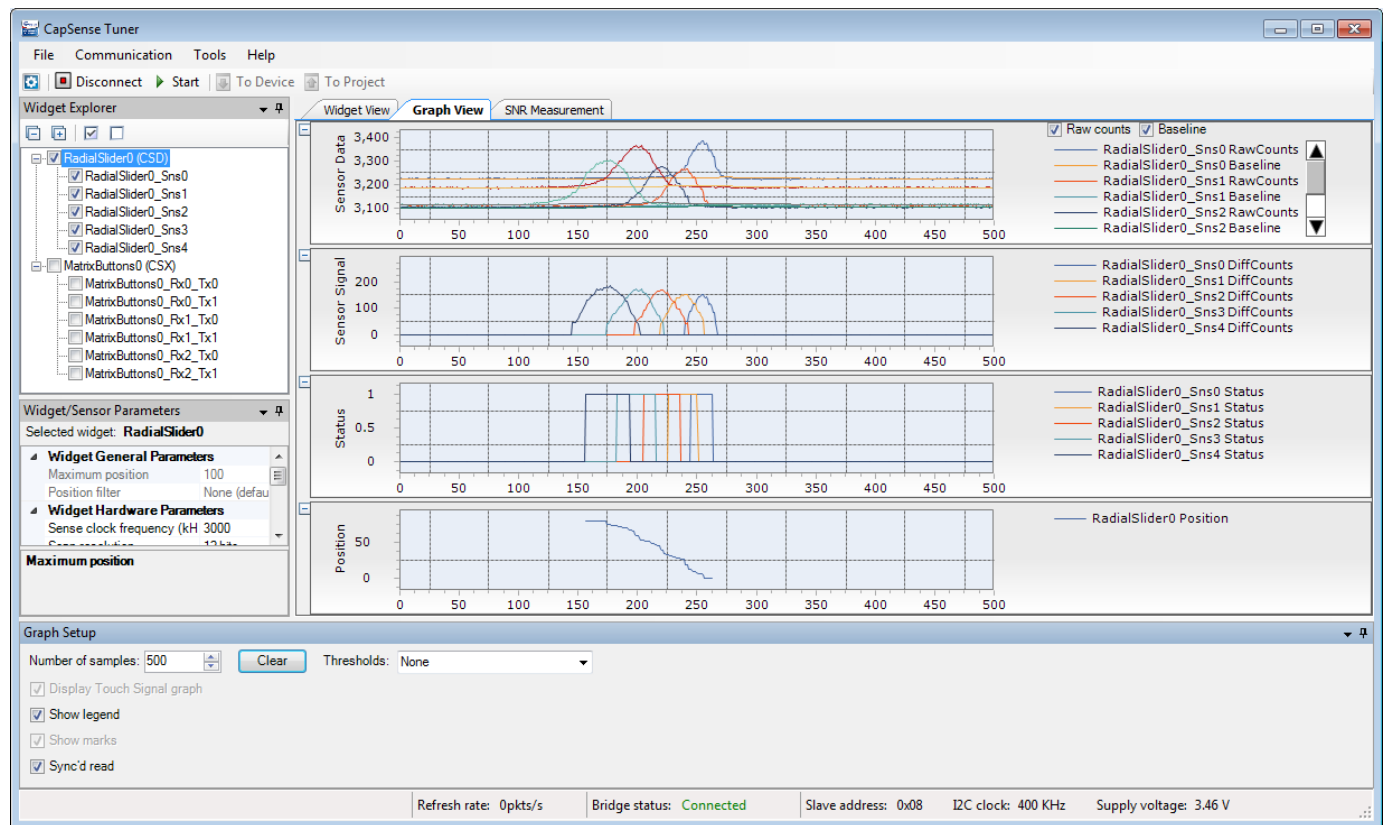 CapSense Tuner
File Communication Tools Help
Disconnect Start To Device To Project
Widget Explorer
RadialSlider0 (CSD)
RadialSlider0_Sns0
RadialSlider0_Sns1
RadialSlider0_Sns2
RadialSlider0_Sns3
RadialSlider0_Sns4
MatrixButtons0 (CSX)
MatrixButtons0_Rx0_Tx0
MatrixButtons0_Rx0_Tx1
MatrixButtons0_Rx1_Tx0
MatrixButtons0_Rx1_Tx1
MatrixButtons0_Rx2_Tx0
MatrixButtons0_Rx2_Tx1
Widget/Sensor Parameters
Selected widget: RadialSlider0
Widget General Parameters
Maximum position 100
Position filter None (defau
Widget Hardware Parameters
Sense clock frequency (kH 3000
Scan resolution 12 bits
Maximum position
Widget View Graph View SNR Measurement
Sensor Data
3,400
3,300
3,200
3,100
0 50 100 150 200 250 300 350 400 450 500
Raw counts Baseline
RadialSlider0_Sns0 RawCounts
RadialSlider0_Sns0 Baseline
RadialSlider0_Sns1 RawCounts
RadialSlider0_Sns1 Baseline
RadialSlider0_Sns2 RawCounts
RadialSlider0_Sns2 Baseline
Sensor Signal
200
100
0
0 50 100 150 200 250 300 350 400 450 500
RadialSlider0_Sns0 DiffCounts
RadialSlider0_Sns1 DiffCounts
RadialSlider0_Sns2 DiffCounts
RadialSlider0_Sns3 DiffCounts
RadialSlider0_Sns4 DiffCounts
Status
1
0.5
0
0 50 100 150 200 250 300 350 400 450 500
RadialSlider0_Sns0 Status
RadialSlider0_Sns1 Status
RadialSlider0_Sns2 Status
RadialSlider0_Sns3 Status
RadialSlider0_Sns4 Status
Position
50
0
0 50 100 150 200 250 300 350 400 450 500
RadialSlider0 Position
Graph Setup
Number of samples: 500 Clear Thresholds: None
Display Touch Signal graph
Show legend
Show marks
Sync'd read
Refresh rate: 0pkts/s Bridge status: Connected Slave address: 0x08 I2C clock: 400 KHz Supply voltage: 3.46 V